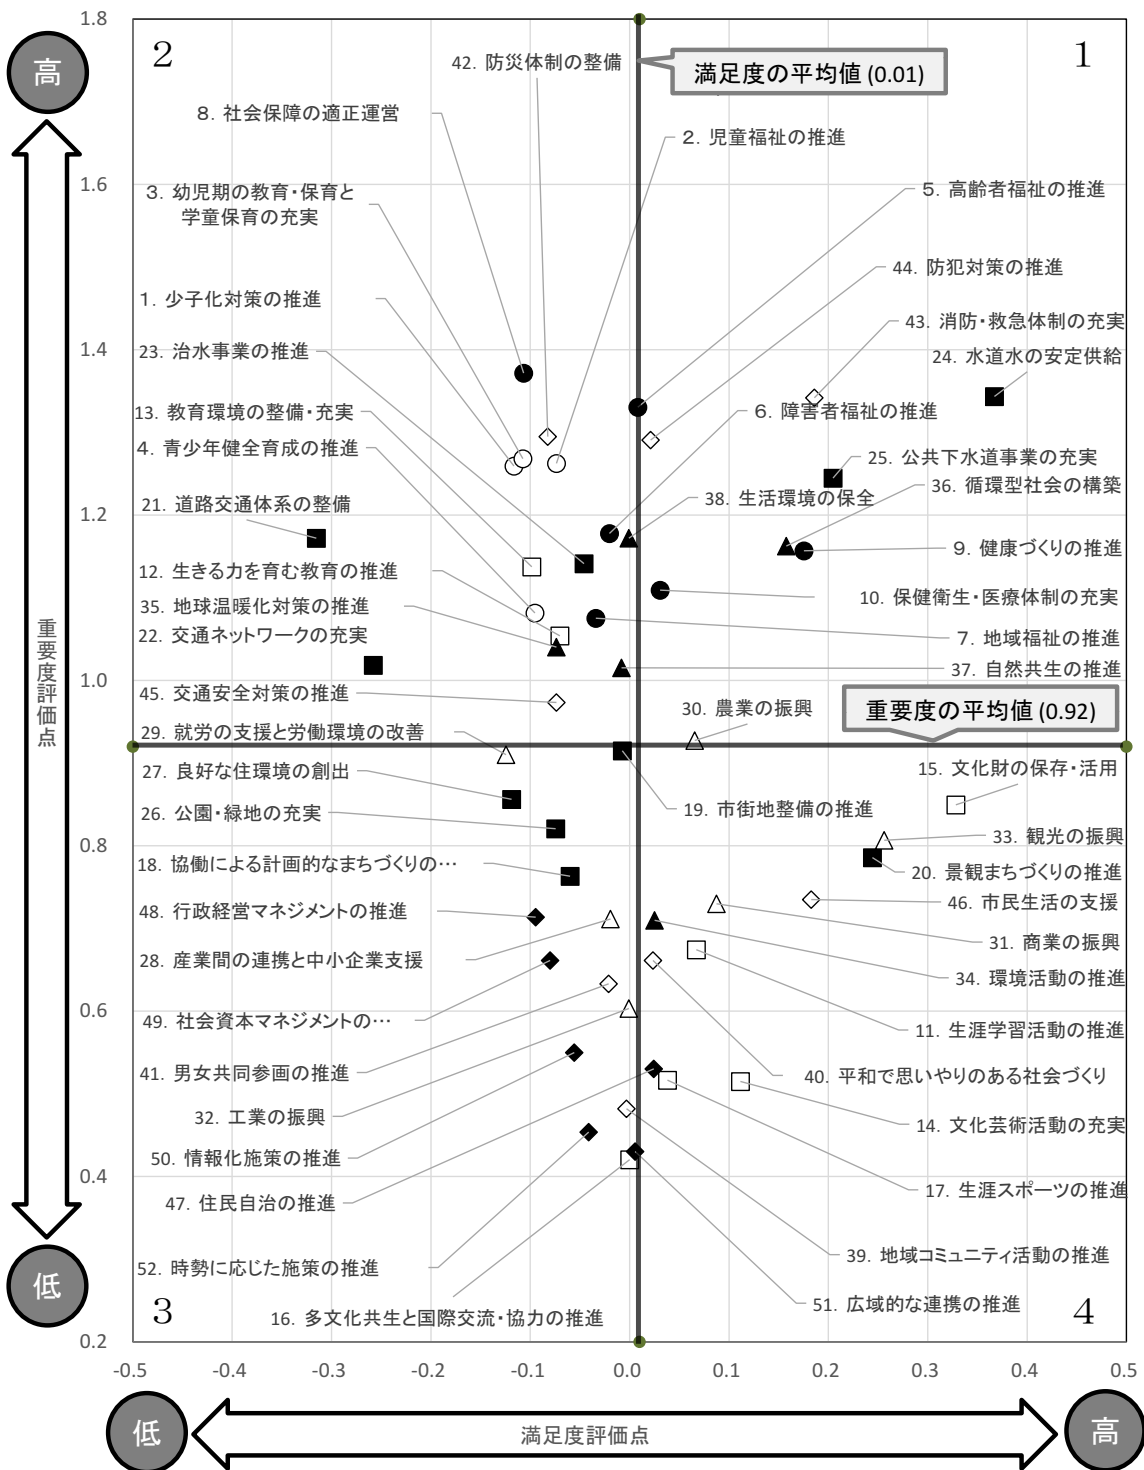 1.8
2
1
高
42. 防災体制の整備
満足度の平均値 (0.01)
8. 社会保障の適正運営
2. 児童福祉の推進
1.6
3. 幼児期の教育・保育と
学童保育の充実
5. 高齢者福祉の推進
44. 防犯対策の推進
1. 少子化対策の推進
43. 消防・救急体制の充実
1.4
23. 治水事業の推進
24. 水道水の安定供給
13. 教育環境の整備・充実
6. 障害者福祉の推進
4. 青少年健全育成の推進
25. 公共下水道事業の充実
36. 循環型社会の構築
21. 道路交通体系の整備
38. 生活環境の保全
1.2
9. 健康づくりの推進
12. 生きる力を育む教育の推進
35. 地球温暖化対策の推進
10. 保健衛生・医療体制の充実
22. 交通ネットワークの充実
7. 地域福祉の推進
37. 自然共生の推進
1.0
45. 交通安全対策の推進
30. 農業の振興
重要度の平均値 (0.92)
29. 就労の支援と労働環境の改善
27. 良好な住環境の創出
15. 文化財の保存・活用
26. 公園・緑地の充実
19. 市街地整備の推進
33. 観光の振興
0.8
18. 協働による計画的なまちづくりの…
20. 景観まちづくりの推進
48. 行政経営マネジメントの推進
46. 市民生活の支援
31. 商業の振興
28. 産業間の連携と中小企業支援
34. 環境活動の推進
0.6
49. 社会資本マネジメントの…
11. 生涯学習活動の推進
41. 男女共同参画の推進
40. 平和で思いやりのある社会づくり
32. 工業の振興
14. 文化芸術活動の充実
50. 情報化施策の推進
0.4
47. 住民自治の推進
17. 生涯スポーツの推進
39. 地域コミュニティ活動の推進
52. 時勢に応じた施策の推進
51. 広域的な連携の推進
16. 多文化共生と国際交流・協力の推進
3
4
0.2
重要度評価点
低
-0.5 -0.4 -0.3 -0.2 -0.1 0.0 0.1 0.2 0.3 0.4 0.5
低
満足度評価点
高